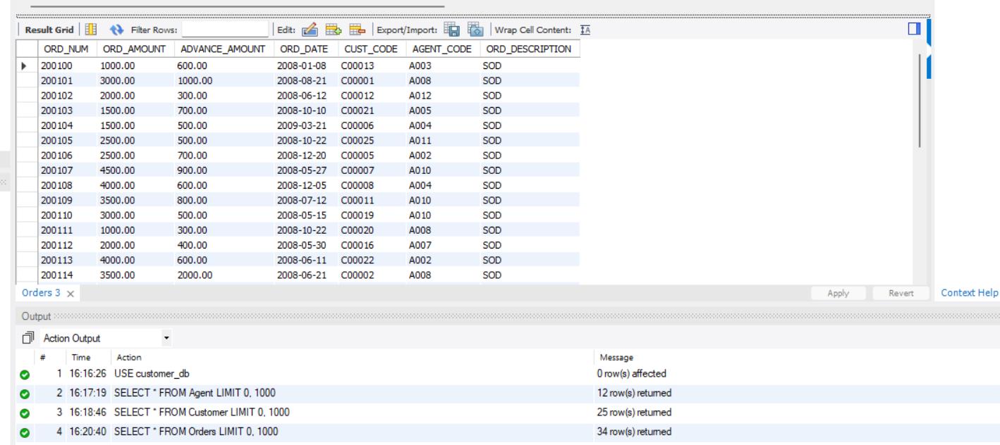 Result Grid Filter Rows: Edit: Export/Import: Wrap Cell Content: IA
ORD_NUM ORD_AMOUNT ADVANCE_AMOUNT ORD_DATE CUST_CODE AGENT_CODE ORD_DESCRIPTION
200100 1000.00 600.00 2008-01-08 C00013 A003 SOD
200101 3000.00 1000.00 2008-08-21 C00001 A008 SOD
200102 2000.00 300.00 2008-06-12 C00012 A012 SOD
200103 1500.00 700.00 2008-10-10 C00021 A005 SOD
200104 1500.00 500.00 2009-03-21 C00006 A004 SOD
200105 2500.00 500.00 2008-10-22 C00025 A011 SOD
200106 2500.00 700.00 2008-12-20 C00005 A002 SOD
200107 4500.00 900.00 2008-05-27 C00007 A010 SOD
200108 4000.00 600.00 2008-12-05 C00008 A004 SOD
200109 3500.00 800.00 2008-07-12 C00011 A010 SOD
200110 3000.00 500.00 2008-05-15 C00019 A010 SOD
200111 1000.00 300.00 2008-10-22 C00020 A008 SOD
200112 2000.00 400.00 2008-05-30 C00016 A007 SOD
200113 4000.00 600.00 2008-06-11 C00022 A002 SOD
200114 3500.00 2000.00 2008-06-21 C00002 A008 SOD
Orders 3 Apply Revert Context Help
Output
Action Output
# Time Action Message
1 16:16:26 USE customer_db 0 row(s) affected
2 16:17:19 SELECT * FROM Agent LIMIT 0, 1000 12 row(s) returned
3 16:18:46 SELECT * FROM Customer LIMIT 0, 1000 25 row(s) returned
4 16:20:40 SELECT * FROM Orders LIMIT 0, 1000 34 row(s) returned